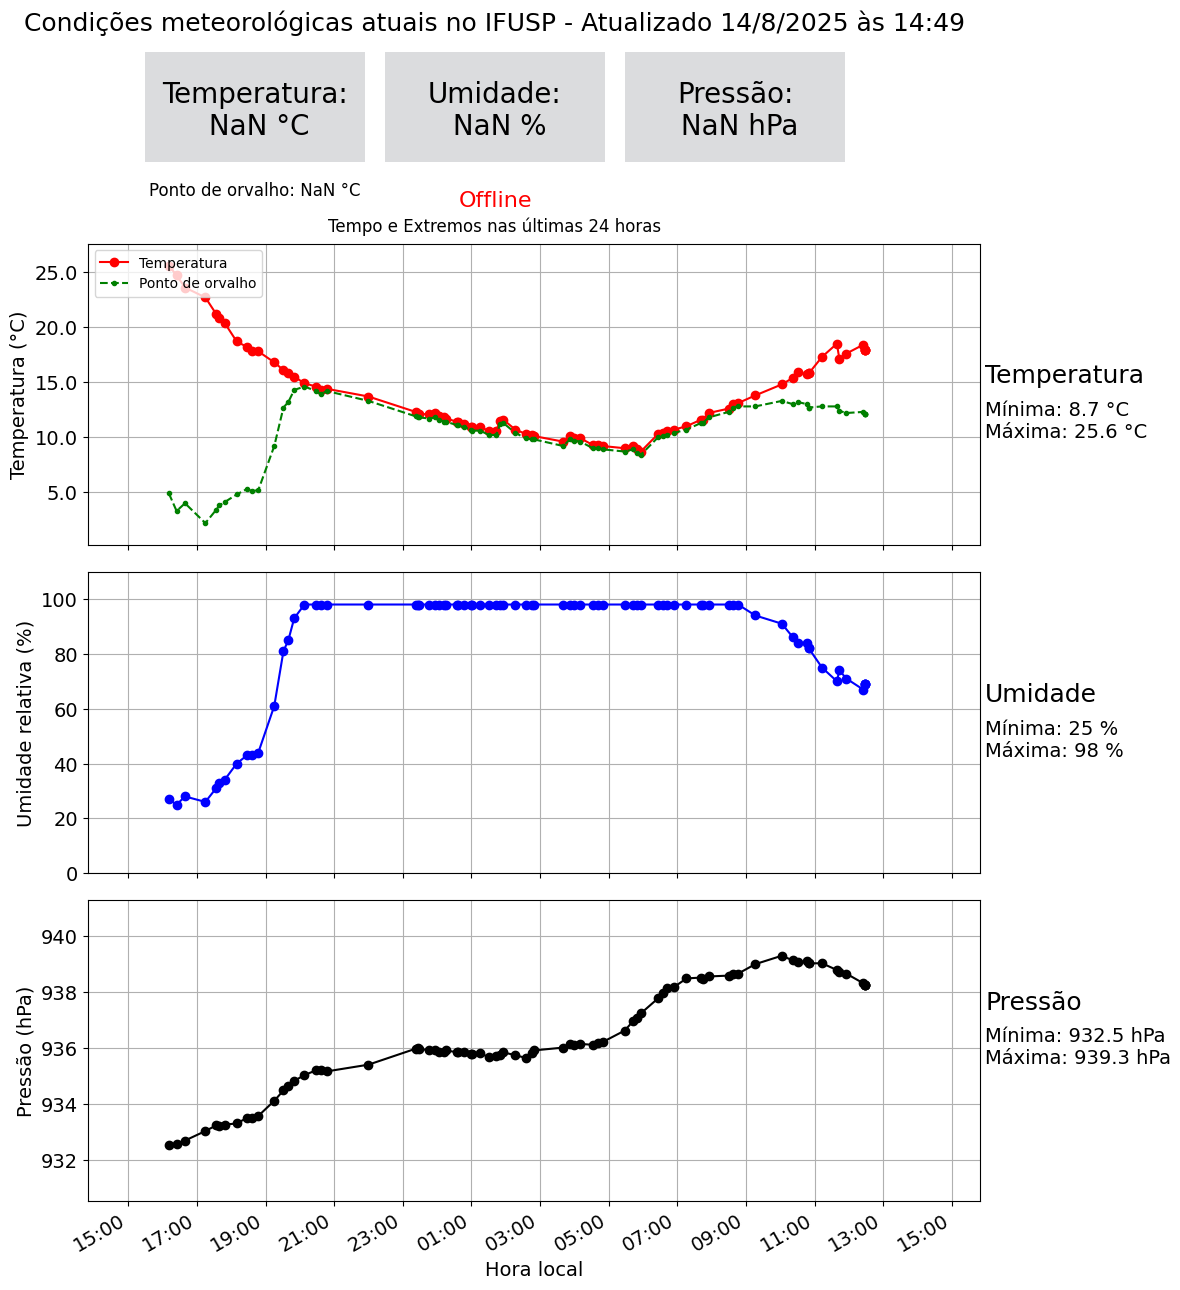 Condições meteorológicas atuais no IFUSP - Atualizado 14/8/2025 às 14:49
Temperatura:
NaN °C
Umidade:
NaN %
Pressão:
NaN hPa
Ponto de orvalho: NaN °C
Offline
Tempo e Extremos nas últimas 24 horas
Temperatura
Ponto de orvalho
25.0
20.0
15.0
10.0
5.0
Temperatura (°C)
Temperatura
Mínima: 8.7 °C
Máxima: 25.6 °C
100
80
60
40
20
0
Umidade relativa (%)
Umidade
Mínima: 25 %
Máxima: 98 %
940
938
936
934
932
Pressão (hPa)
Pressão
Mínima: 932.5 hPa
Máxima: 939.3 hPa
15:00 17:00 19:00 21:00 23:00 01:00 03:00 05:00 07:00 09:00 11:00 13:00 15:00
Hora local